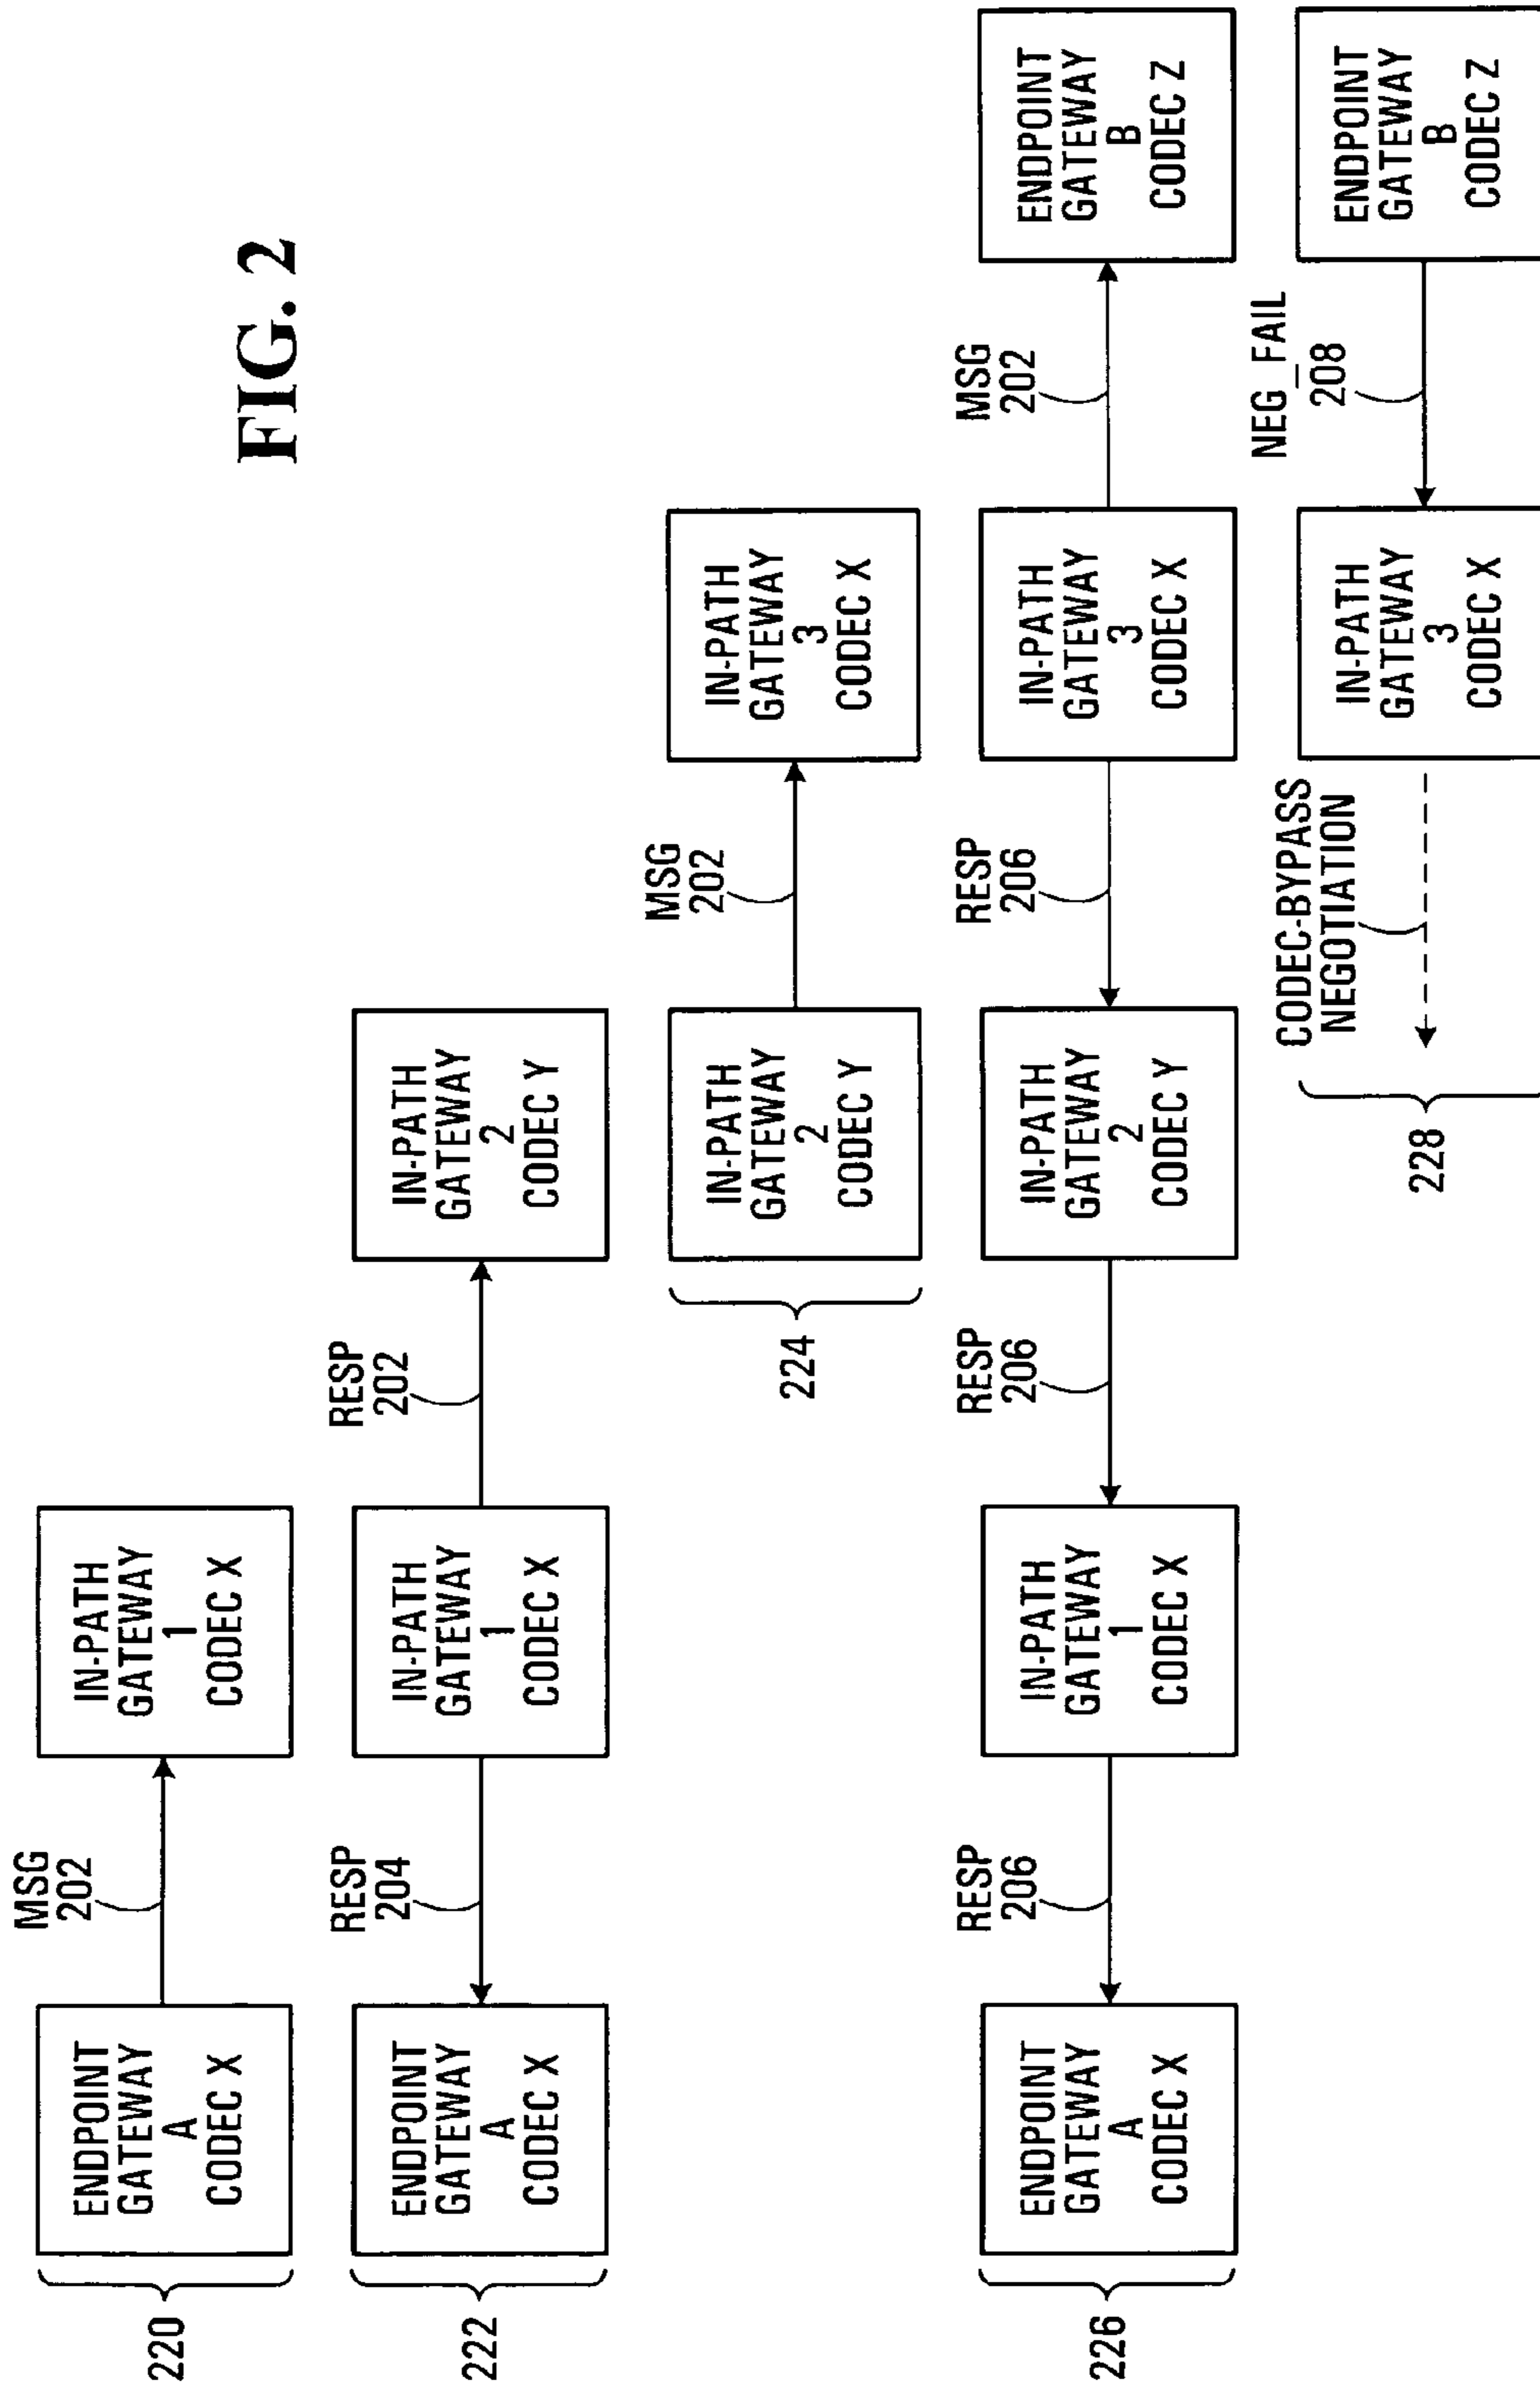 FIG. 2
220
ENDPOINT
GATEWAY
A
CODEC X
MSG
202
IN-PATH
GATEWAY
1
CODEC X
222
ENDPOINT
GATEWAY
A
CODEC X
RESP
204
IN-PATH
GATEWAY
1
CODEC X
RESP
202
IN-PATH
GATEWAY
2
CODEC Y
224
IN-PATH
GATEWAY
2
CODEC Y
MSG
202
IN-PATH
GATEWAY
3
CODEC X
226
ENDPOINT
GATEWAY
A
CODEC X
RESP
206
IN-PATH
GATEWAY
1
CODEC X
RESP
206
IN-PATH
GATEWAY
2
CODEC Y
RESP
206
IN-PATH
GATEWAY
3
CODEC X
MSG
202
ENDPOINT
GATEWAY
B
CODEC Z
228
CODEC-BYPASS
NEGOTIATION
IN-PATH
GATEWAY
3
CODEC X
NEG_FAIL
208
ENDPOINT
GATEWAY
B
CODEC Z